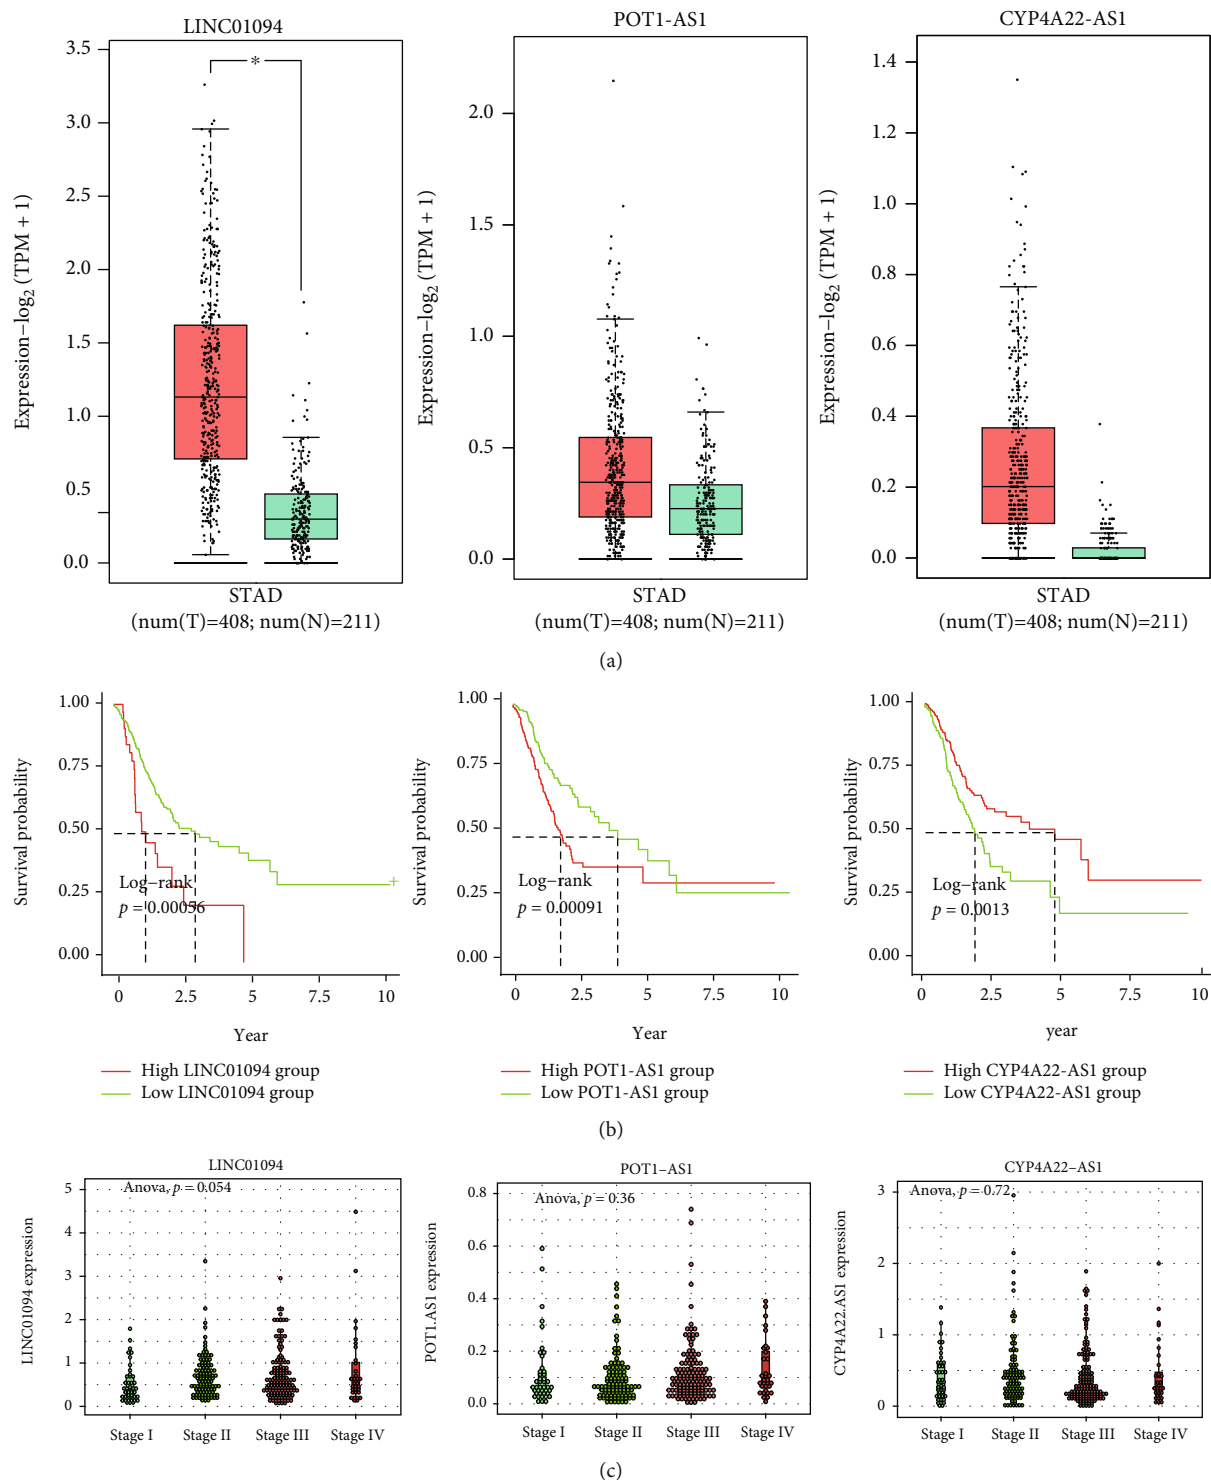 LINC01094
POT1-AS1
CYP4A22-AS1
Expression–log2 (TPM + 1)
3.5
3.0
2.5
2.0
1.5
1.0
0.5
0.0
*
Expression–log2 (TPM + 1)
2.0
1.5
1.0
0.5
0.0
Expression–log2 (TPM + 1)
1.4
1.2
1.0
0.8
0.6
0.4
0.2
0.0
STAD
(num(T)=408; num(N)=211)
STAD
(num(T)=408; num(N)=211)
STAD
(num(T)=408; num(N)=211)
(a)
Survival probability
1.00
0.75
0.50
0.25
0.00
Log–rank
p = 0.00056
0 2.5 5 7.5 10
Year
High LINC01094 group
Low LINC01094 group
Survival probability
1.00
0.75
0.50
0.25
0.00
Log–rank
p = 0.00091
0 2.5 5 7.5 10
Year
High POT1-AS1 group
Low POT1-AS1 group
Survival probability
1.00
0.75
0.50
0.25
0.00
Log–rank
p = 0.0013
0 2.5 5 7.5 10
year
High CYP4A22-AS1 group
Low CYP4A22-AS1 group
(b)
LINC01094
Anova, p = 0.054
LINC01094 expression
5
4
3
2
1
0
Stage I Stage II Stage III Stage IV
POT1–AS1
Anova, p = 0.36
POT1.AS1 expression
0.8
0.6
0.4
0.2
0.0
Stage I Stage II Stage III Stage IV
CYP4A22–AS1
Anova, p = 0.72
CYP4A22.AS1 expression
3
2
1
0
Stage I Stage II Stage III Stage IV
(c)